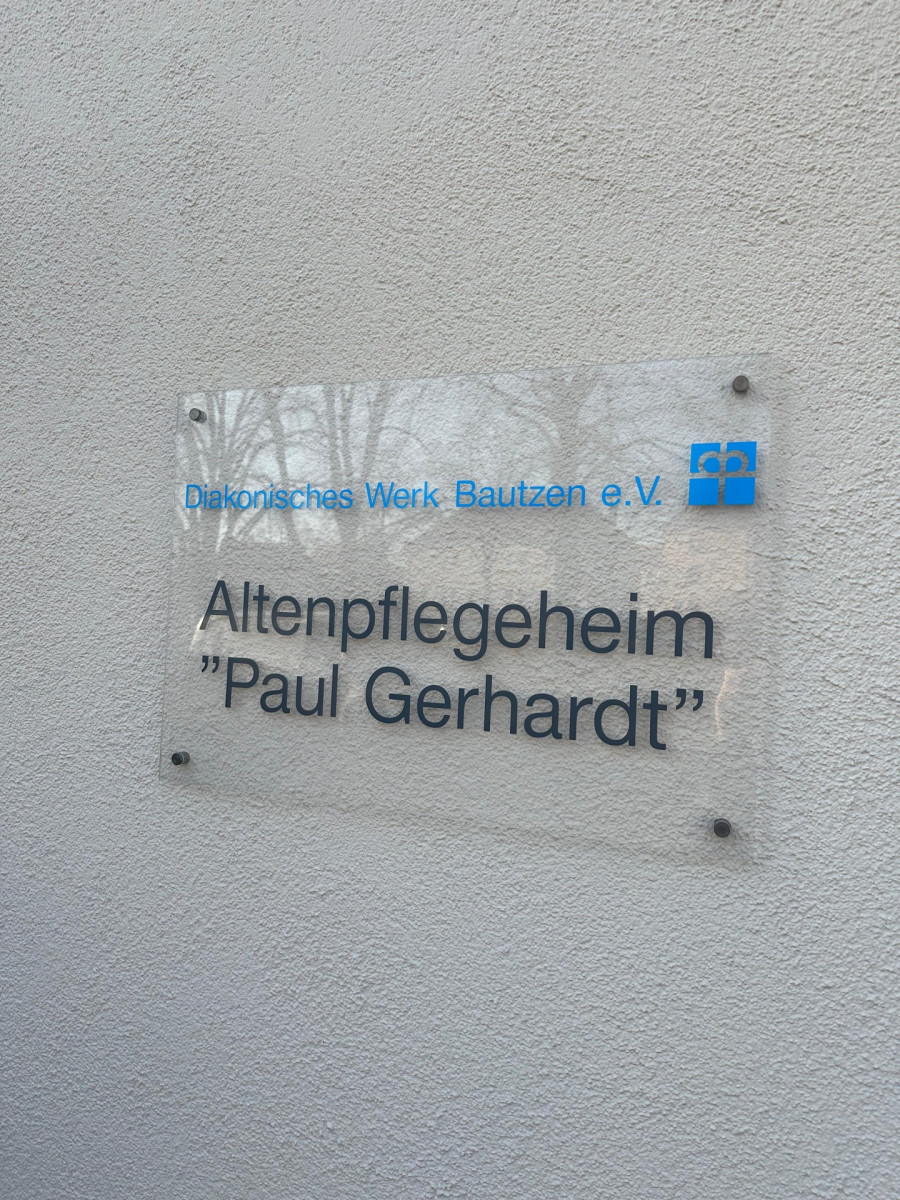 Diakonisches Werk Bautzen e.V.
Altenpflegeheim
”Paul Gerhardt”